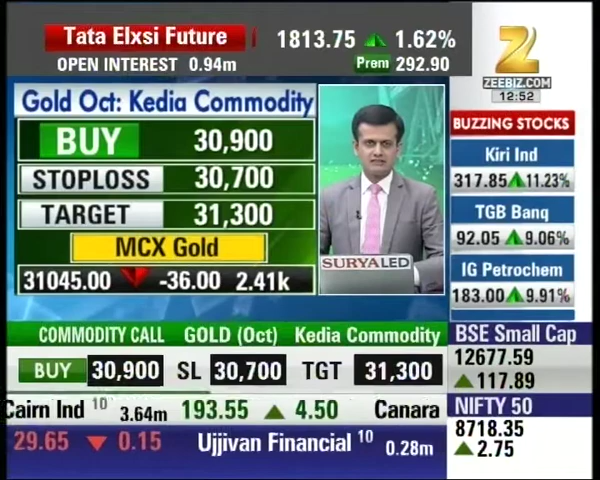 Tata Elxsi Future 1813.75 1.62%
OPEN INTEREST 0.94m Prem 292.90
Z
ZEEBIZ.COM
12:52
Gold Oct: Kedia Commodity
BUY 30,900
STOPLOSS 30,700
TARGET 31,300
MCX Gold
31045.00 -36.00 2.41k
SURYA LED
BUZZING STOCKS
Kiri Ind
317.85 11.23%
TGB Banq
92.05 9.06%
IG Petrochem
183.00 9.91%
COMMODITY CALL GOLD (Oct) Kedia Commodity
BUY 30,900 SL 30,700 TGT 31,300
BSE Small Cap
12677.59
117.89
Cairn Ind 10 3.64m 193.55 4.50 Canara
29.65 0.15 Ujjivan Financial 10 0.28m
NIFTY 50
8718.35
2.75